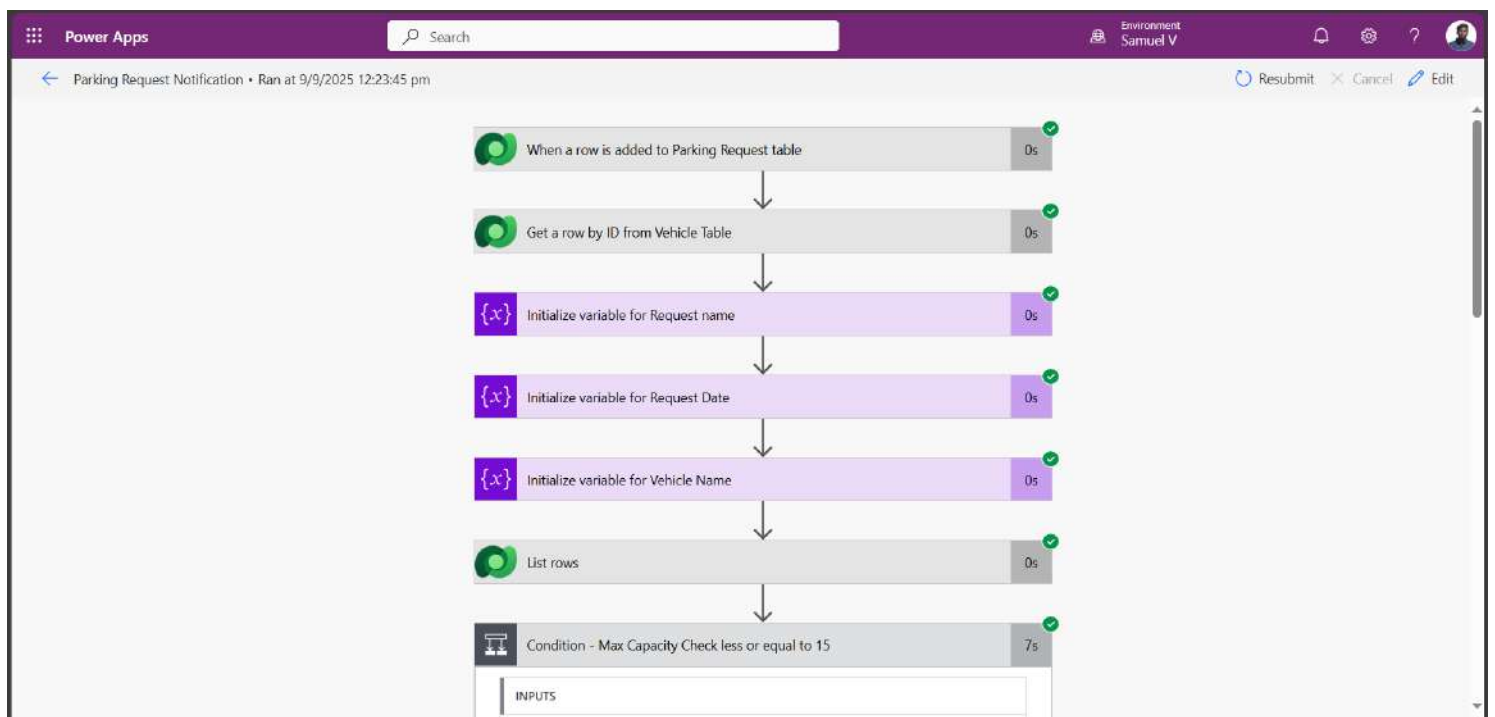 Power Apps
Search
Environment
Samuel V
?
Parking Request Notification • Ran at 9/9/2025 12:23:45 pm
Resubmit
Cancel
Edit
When a row is added to Parking Request table
0s
Get a row by ID from Vehicle Table
0s
{x} Initialize variable for Request name
0s
{x} Initialize variable for Request Date
0s
{x} Initialize variable for Vehicle Name
0s
List rows
0s
Condition - Max Capacity Check less or equal to 15
7s
INPUTS